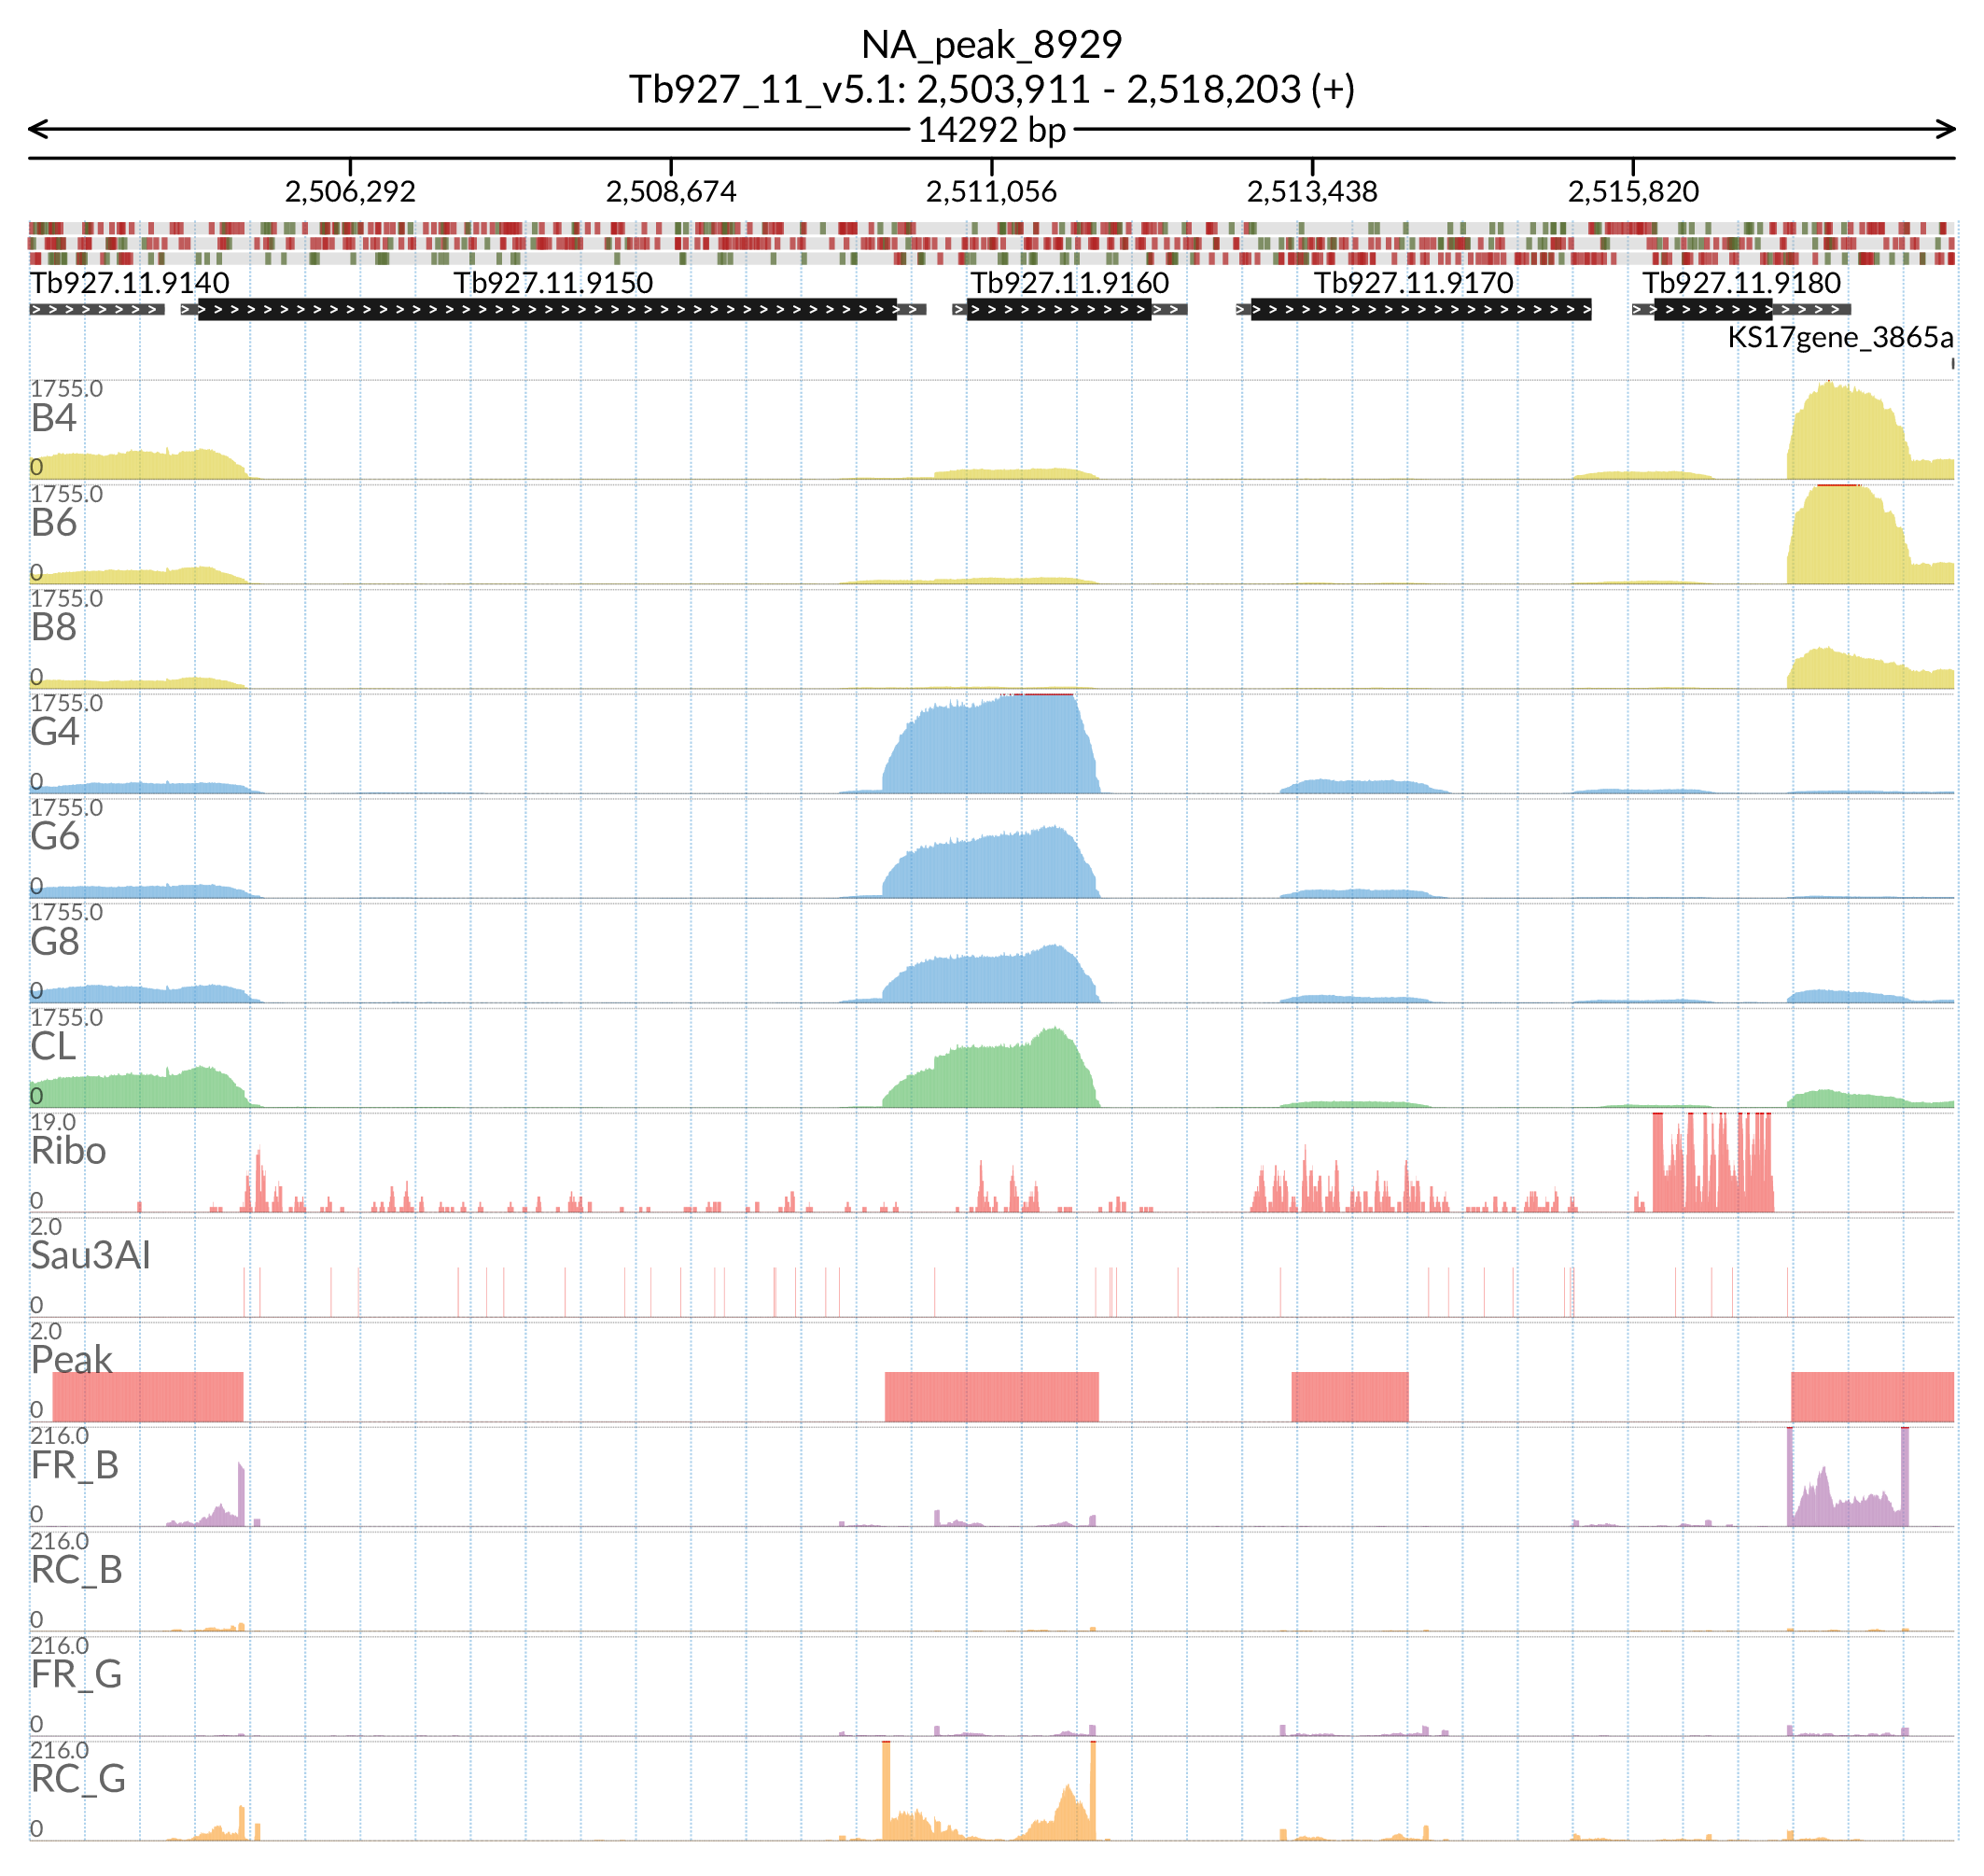 NA_peak_8929
Tb927_11_v5.1: 2,503,911 - 2,518,203 (+)
14292 bp
2,506,292 2,508,674 2,511,056 2,513,438 2,515,820
Tb927.11.9140 Tb927.11.9150 Tb927.11.9160 Tb927.11.9170 Tb927.11.9180
KS17gene_3865a
1755.0
B4
0
1755.0
B6
0
1755.0
B8
0
1755.0
G4
0
1755.0
G6
0
1755.0
G8
0
1755.0
CL
0
19.0
Ribo
0
2.0
Sau3AI
0
2.0
Peak
0
216.0
FR_B
0
216.0
RC_B
0
216.0
FR_G
0
216.0
RC_G
0